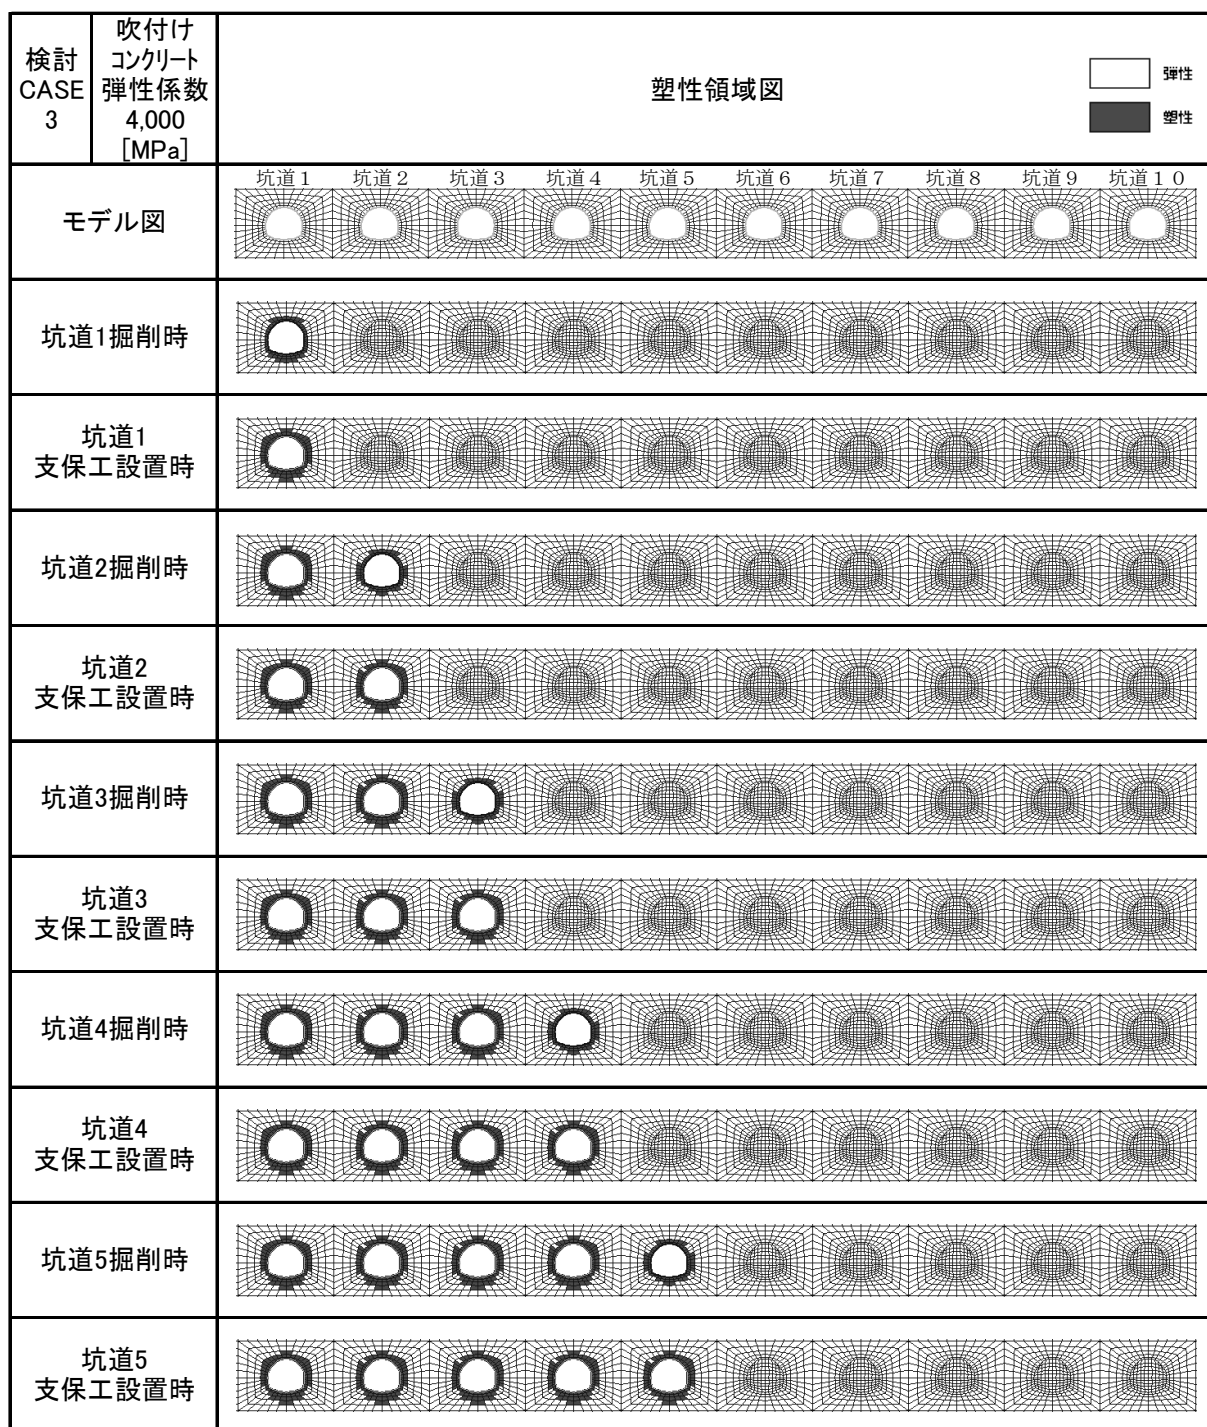 検討
CASE
3
吹付け
コンクリート
弾性係数
4,000
[MPa]
塑性領域図
弾性
塑性
モデル図
坑道1 坑道2 坑道3 坑道4 坑道5 坑道6 坑道7 坑道8 坑道9 坑道10
坑道1掘削時
坑道1
支保工設置時
坑道2掘削時
坑道2
支保工設置時
坑道3掘削時
坑道3
支保工設置時
坑道4掘削時
坑道4
支保工設置時
坑道5掘削時
坑道5
支保工設置時